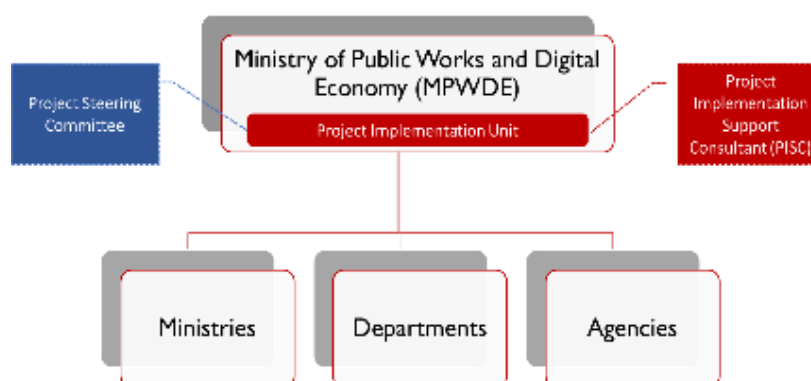 Ministry of Public Works and Digital
Economy (MPWDE)
Project Steering
Committee
Project Implementation Unit
Project
Implementation
Support
Consultant (PISC)
Ministries
Departments
Agencies